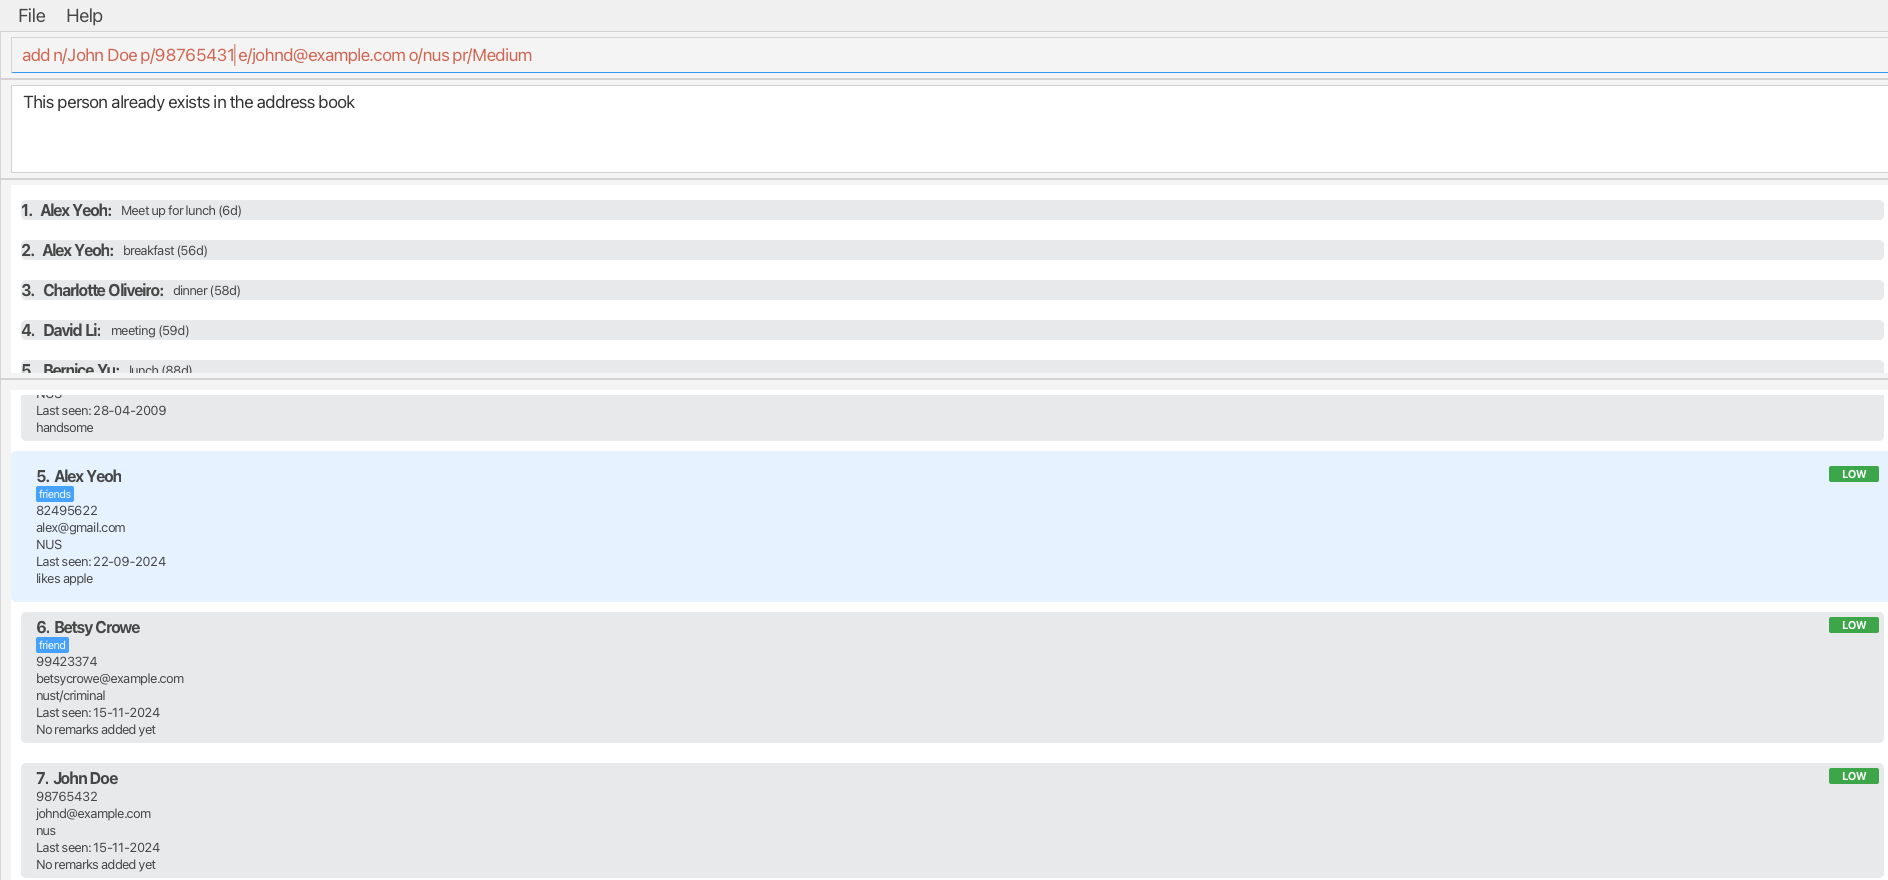 File Help
add n/John Doe p/98765431 e/johnd@example.com o/nus pr/Medium
This person already exists in the address book
1. Alex Yeoh: Meet up for lunch (6d)
2. Alex Yeoh: breakfast (56d)
3. Charlotte Oliveiro: dinner (58d)
4. David Li: meeting (59d)
5. Bernice Yu: lunch (88d)
NUS
Last seen: 28-04-2009
handsome
5. Alex Yeoh
LOW
friends
82495622
alex@gmail.com
NUS
Last seen: 22-09-2024
likes apple
6. Betsy Crowe
LOW
friend
99423374
betsycrowe@example.com
nust/criminal
Last seen: 15-11-2024
No remarks added yet
7. John Doe
LOW
98765432
johnd@example.com
nus
Last seen: 15-11-2024
No remarks added yet